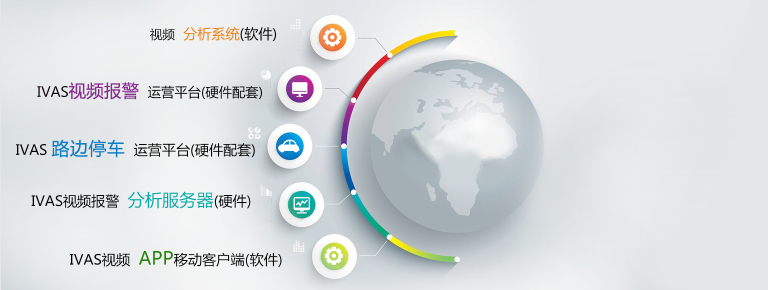 视频 分析系统(软件)
IVAS视频报警 运营平台(硬件配套)
IVAS 路边停车 运营平台(硬件配套)
IVAS视频报警 分析服务器(硬件)
IVAS视频 APP移动客户端(软件)